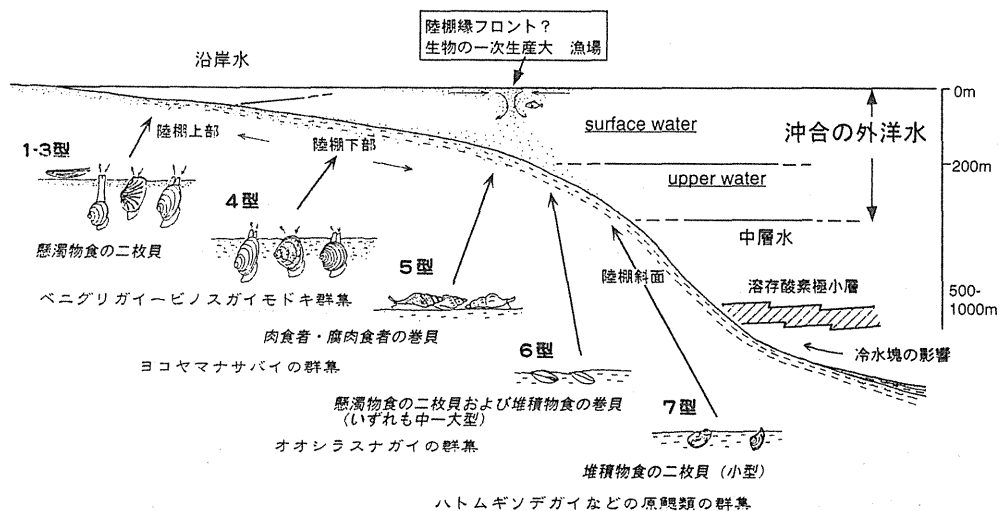 陸棚縁フロント？
生物の一次生産大　漁場
沿岸水
0m
surface water
沖合の外洋水
陸棚上部
陸棚下部
1-3型
200m
upper water
4型
中層水
懸濁物食の二枚貝
5型
陸棚斜面
溶存酸素極小層
500-
1000m
ベニグリガイービノスガイモドキ群集
肉食者・腐肉食者の巻貝
6型
冷水塊の影響
ヨコヤマナサバイの群集
懸濁物食の二枚貝および堆積物食の巻貝
（いずれも中ー大型）
7型
オオシラスナガイの群集
堆積物食の二枚貝（小型）
ハトムギソデガイなどの原鰓類の群集